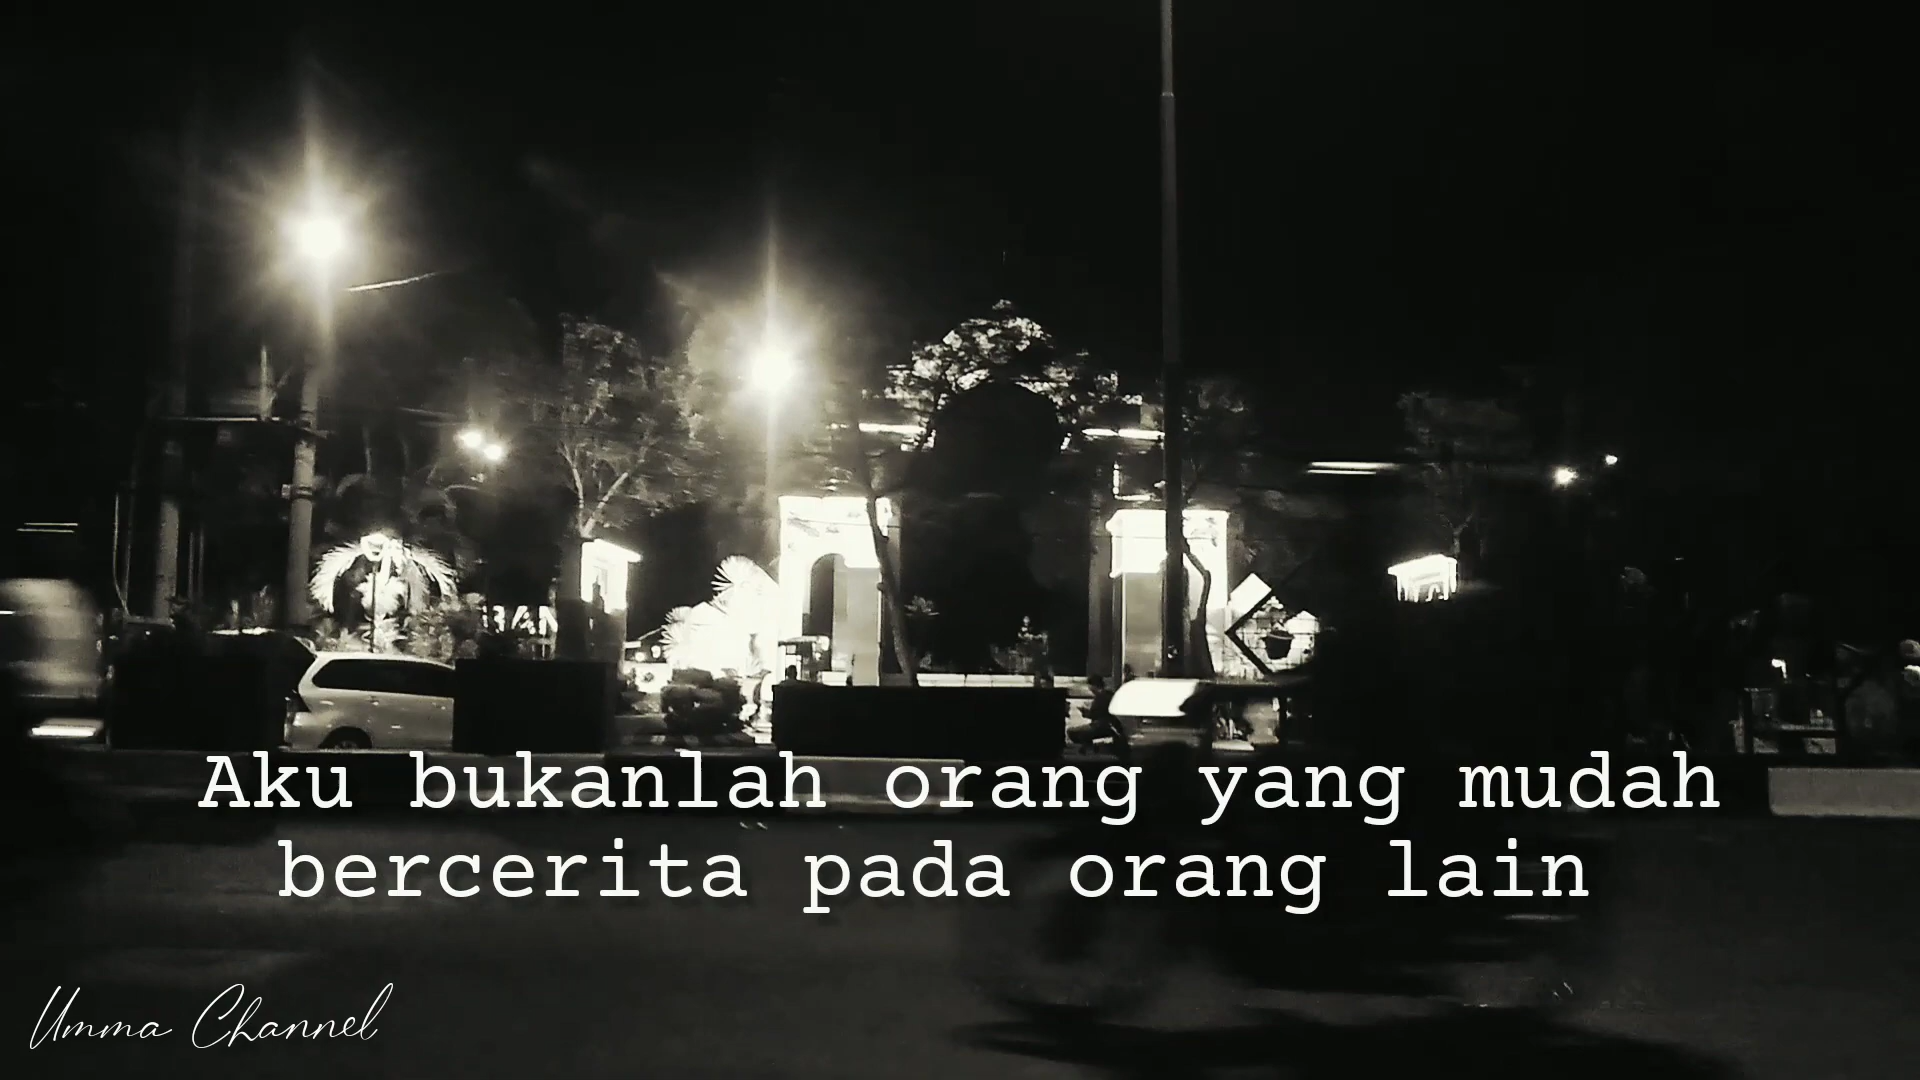 Aku bukanlah orang yang mudah
bercerita pada orang lain
Umma Channel